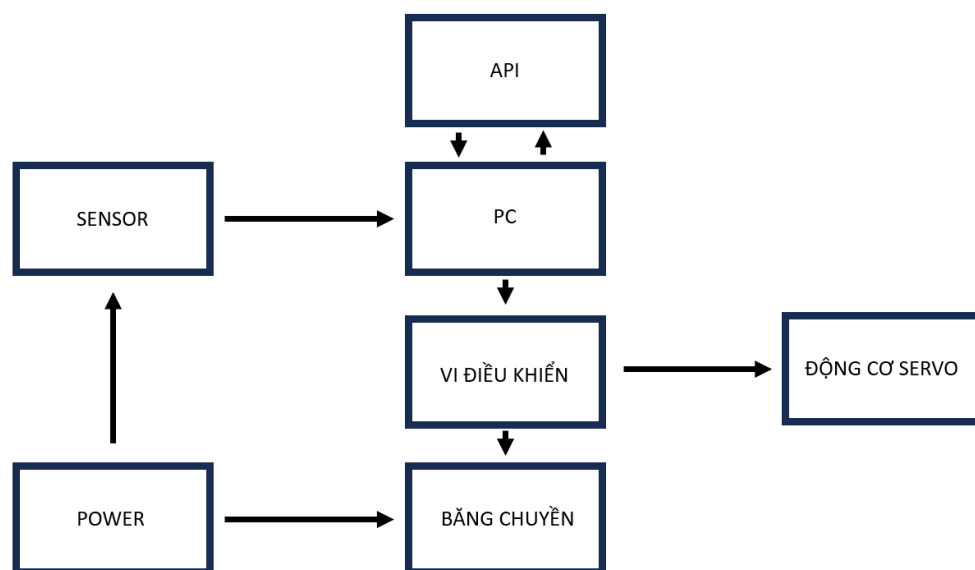 API
SENSOR
PC
VI ĐIỀU KHIỂN
ĐỘNG CƠ SERVO
POWER
BĂNG CHUYỀN